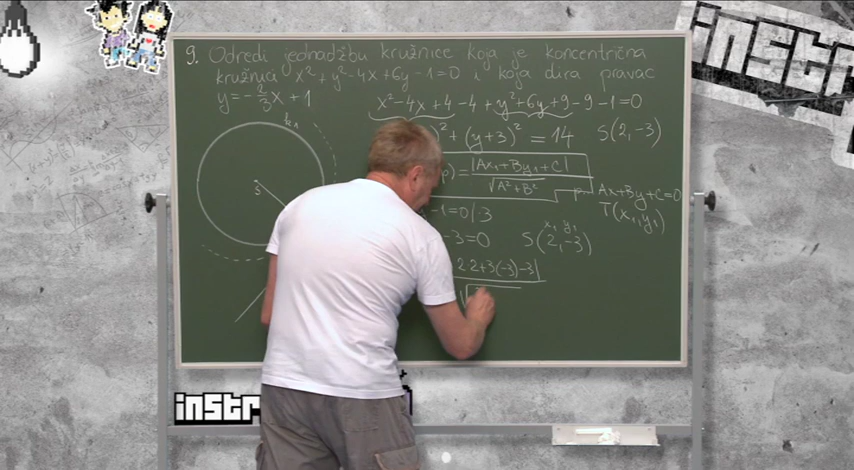 9. Odredi jednadžbu kružnice koja je koncentrična
kružnici x²+y²-4x+6y-1=0 i koja dira pravac
y=-2/3x+1
x²-4x+4-4+y²+6y+9-9-1=0
)²+(y+3)²=14 S(2,-3)
k₁
p)=|Ax₁+By₁+C|/√A²+B²
Ax+By+C=0
T(x₁,y₁)
S
-1=0/·3
-3=0
x₁ y₁
S(2,-3)
2·2+3(-3)-3|
√
instr